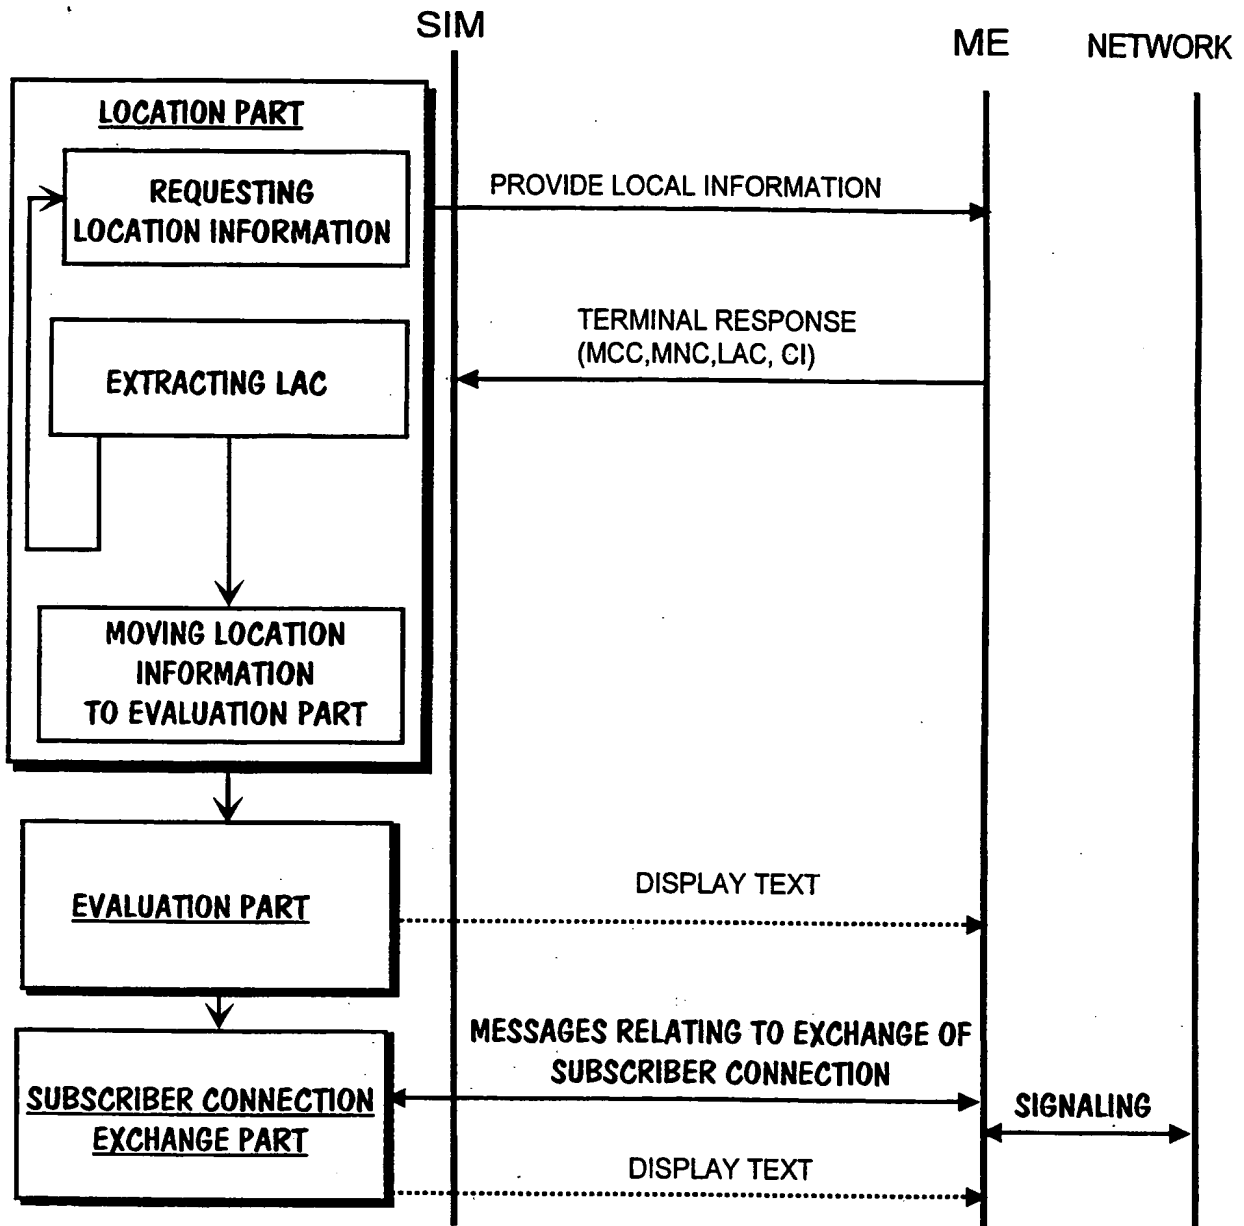 SIM
ME
NETWORK
LOCATION PART
REQUESTING
LOCATION INFORMATION
PROVIDE LOCAL INFORMATION
TERMINAL RESPONSE
(MCC,MNC,LAC, CI)
EXTRACTING LAC
MOVING LOCATION
INFORMATION
TO EVALUATION PART
EVALUATION PART
DISPLAY TEXT
MESSAGES RELATING TO EXCHANGE OF
SUBSCRIBER CONNECTION
SUBSCRIBER CONNECTION
EXCHANGE PART
SIGNALING
DISPLAY TEXT